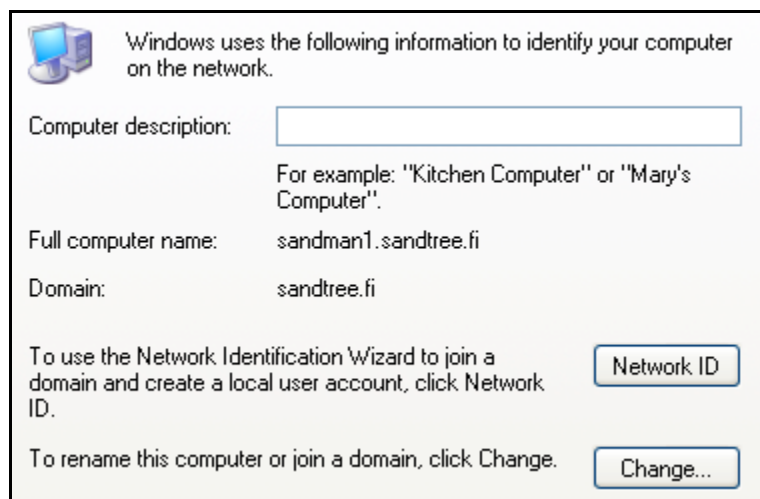 Windows uses the following information to identify your computer
on the network.
Computer description:
For example: "Kitchen Computer" or "Mary's
Computer".
Full computer name: sandman1.sandtree.fi
Domain: sandtree.fi
To use the Network Identification Wizard to join a
domain and create a local user account, click Network
ID.
Network ID
To rename this computer or join a domain, click Change.
Change...